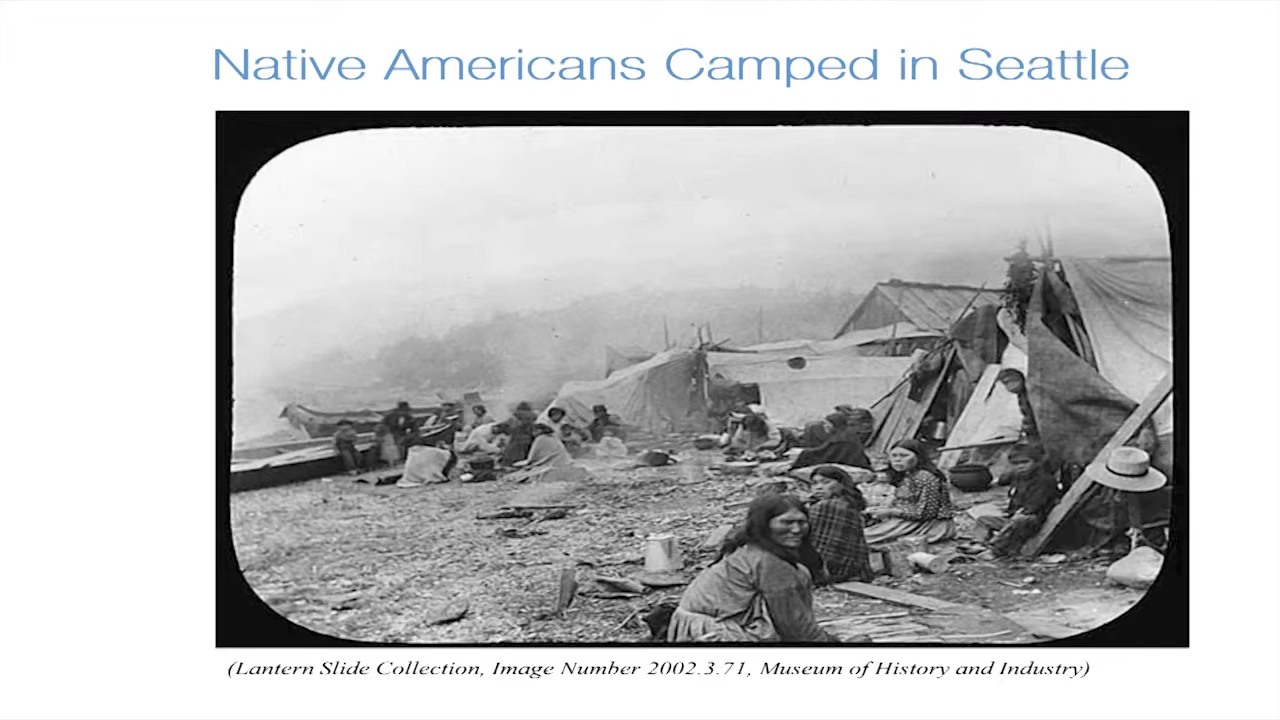 Native Americans Camped in Seattle
(Lantern Slide Collection, Image Number 2002.3.71, Museum of History and Industry)